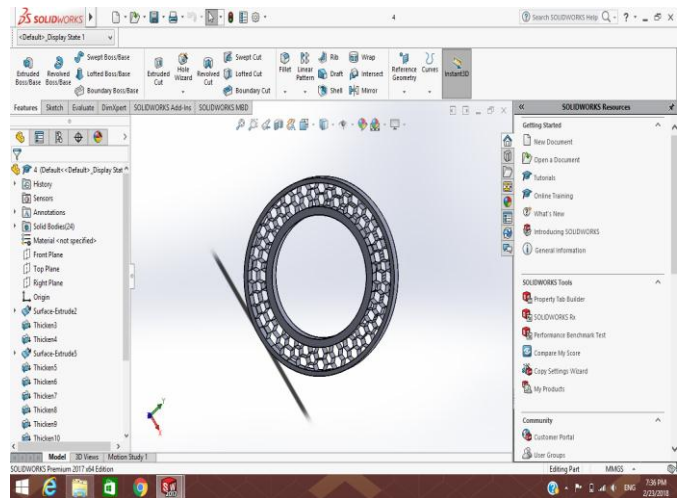 SOLIDWORKS
4
Search SOLIDWORKS Help
<Default>_Display State 1
Extruded Boss/Base
Revolved Boss/Base
Swept Boss/Base
Lofted Boss/Base
Boundary Boss/Base
Extruded Cut
Hole Wizard
Revolved Cut
Swept Cut
Lofted Cut
Boundary Cut
Fillet
Linear Pattern
Rib
Draft
Shell
Wrap
Intersect
Mirror
Reference Geometry
Curves
Instant3D
Features Sketch Evaluate DimXpert SOLIDWORKS Add-Ins SOLIDWORKS MBD
4 (Default<<Default>_Display Stat
History
Sensors
Annotations
Solid Bodies(24)
Material <not specified>
Front Plane
Top Plane
Right Plane
Origin
Surface-Extrude2
Thicken3
Thicken4
Surface-Extrude5
Thicken5
Thicken6
Thicken7
Thicken8
Thicken9
Thicken10
SOLIDWORKS Resources
Getting Started
New Document
Open a Document
Tutorials
Online Training
What's New
Introducing SOLIDWORKS
General Information
SOLIDWORKS Tools
Property Tab Builder
SOLIDWORKS Rx
Performance Benchmark Test
Compare My Score
Copy Settings Wizard
My Products
Community
Customer Portal
User Groups
Model 3D Views Motion Study 1
SOLIDWORKS Premium 2017 x64 Edition
Editing Part MMGS
ENG 7:36 PM
2/23/2018